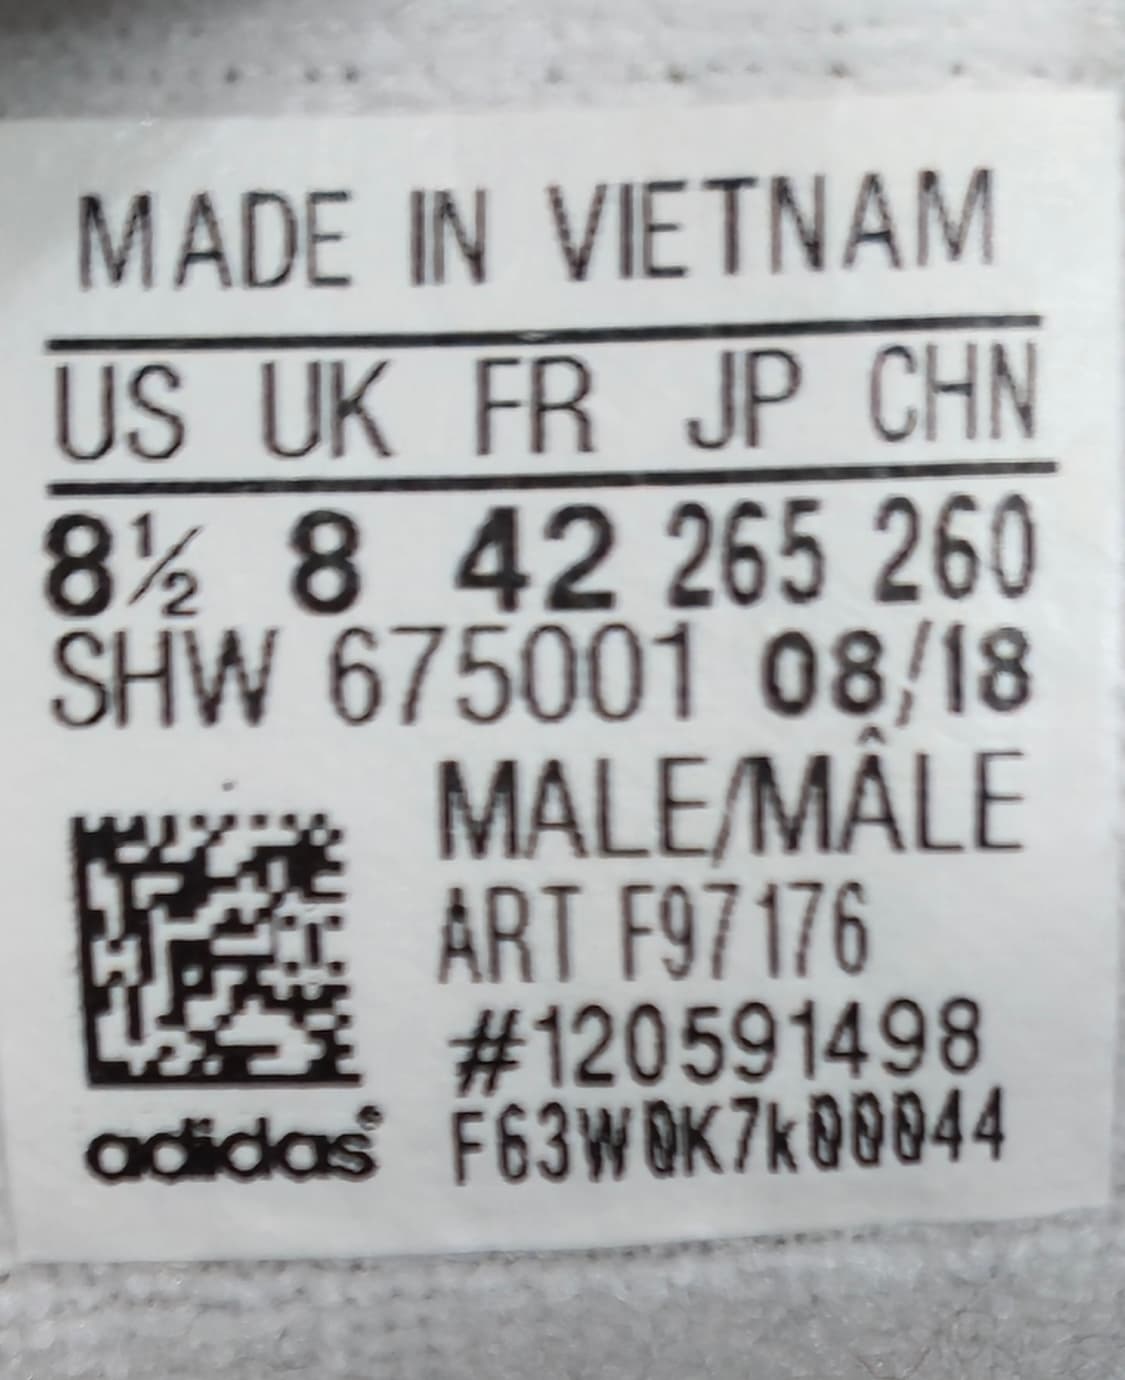 MADE IN VIETNAM
US UK FR JP CHN
8½ 8 42 265 260
SHW 675001 08/18
MALE/MÂLE
ART F97176
#120591498
F63W0K7k00044
adidas®